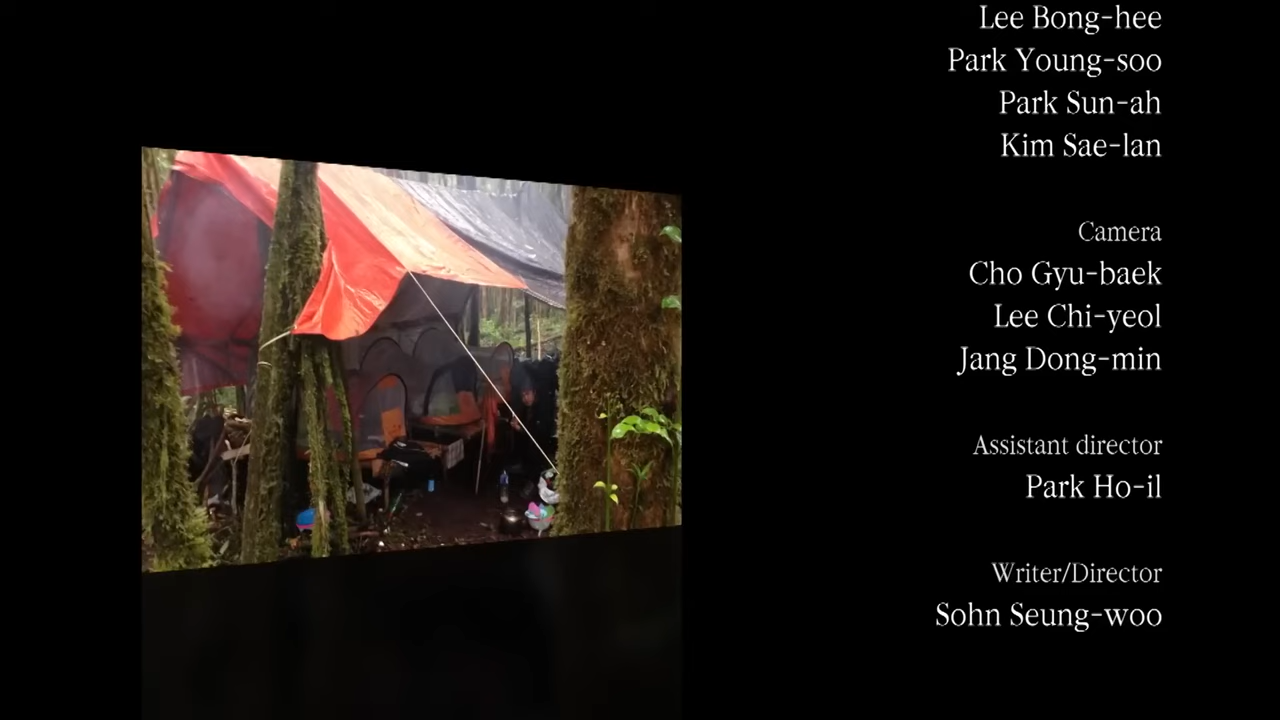 Lee Bong-hee
Park Young-soo
Park Sun-ah
Kim Sae-lan
Camera
Cho Gyu-baek
Lee Chi-yeol
Jang Dong-min
Assistant director
Park Ho-il
Writer/Director
Sohn Seung-woo